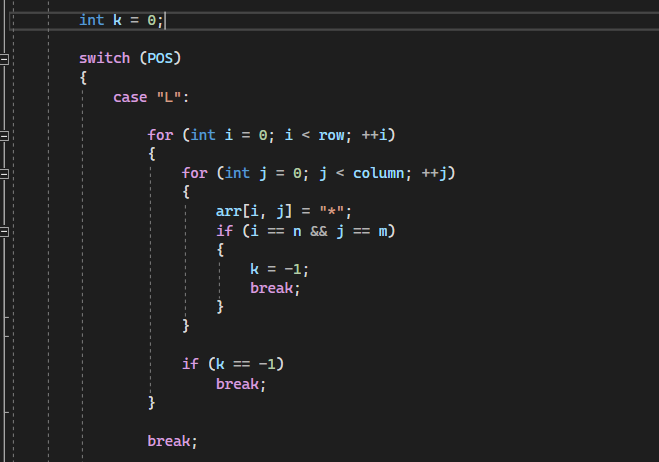 int k = 0;
switch (POS)
{
case "L":
for (int i = 0; i < row; ++i)
{
for (int j = 0; j < column; ++j)
{
arr[i, j] = "*";
if (i == n && j == m)
{
k = -1;
break;
}
}
if (k == -1)
break;
}
break;